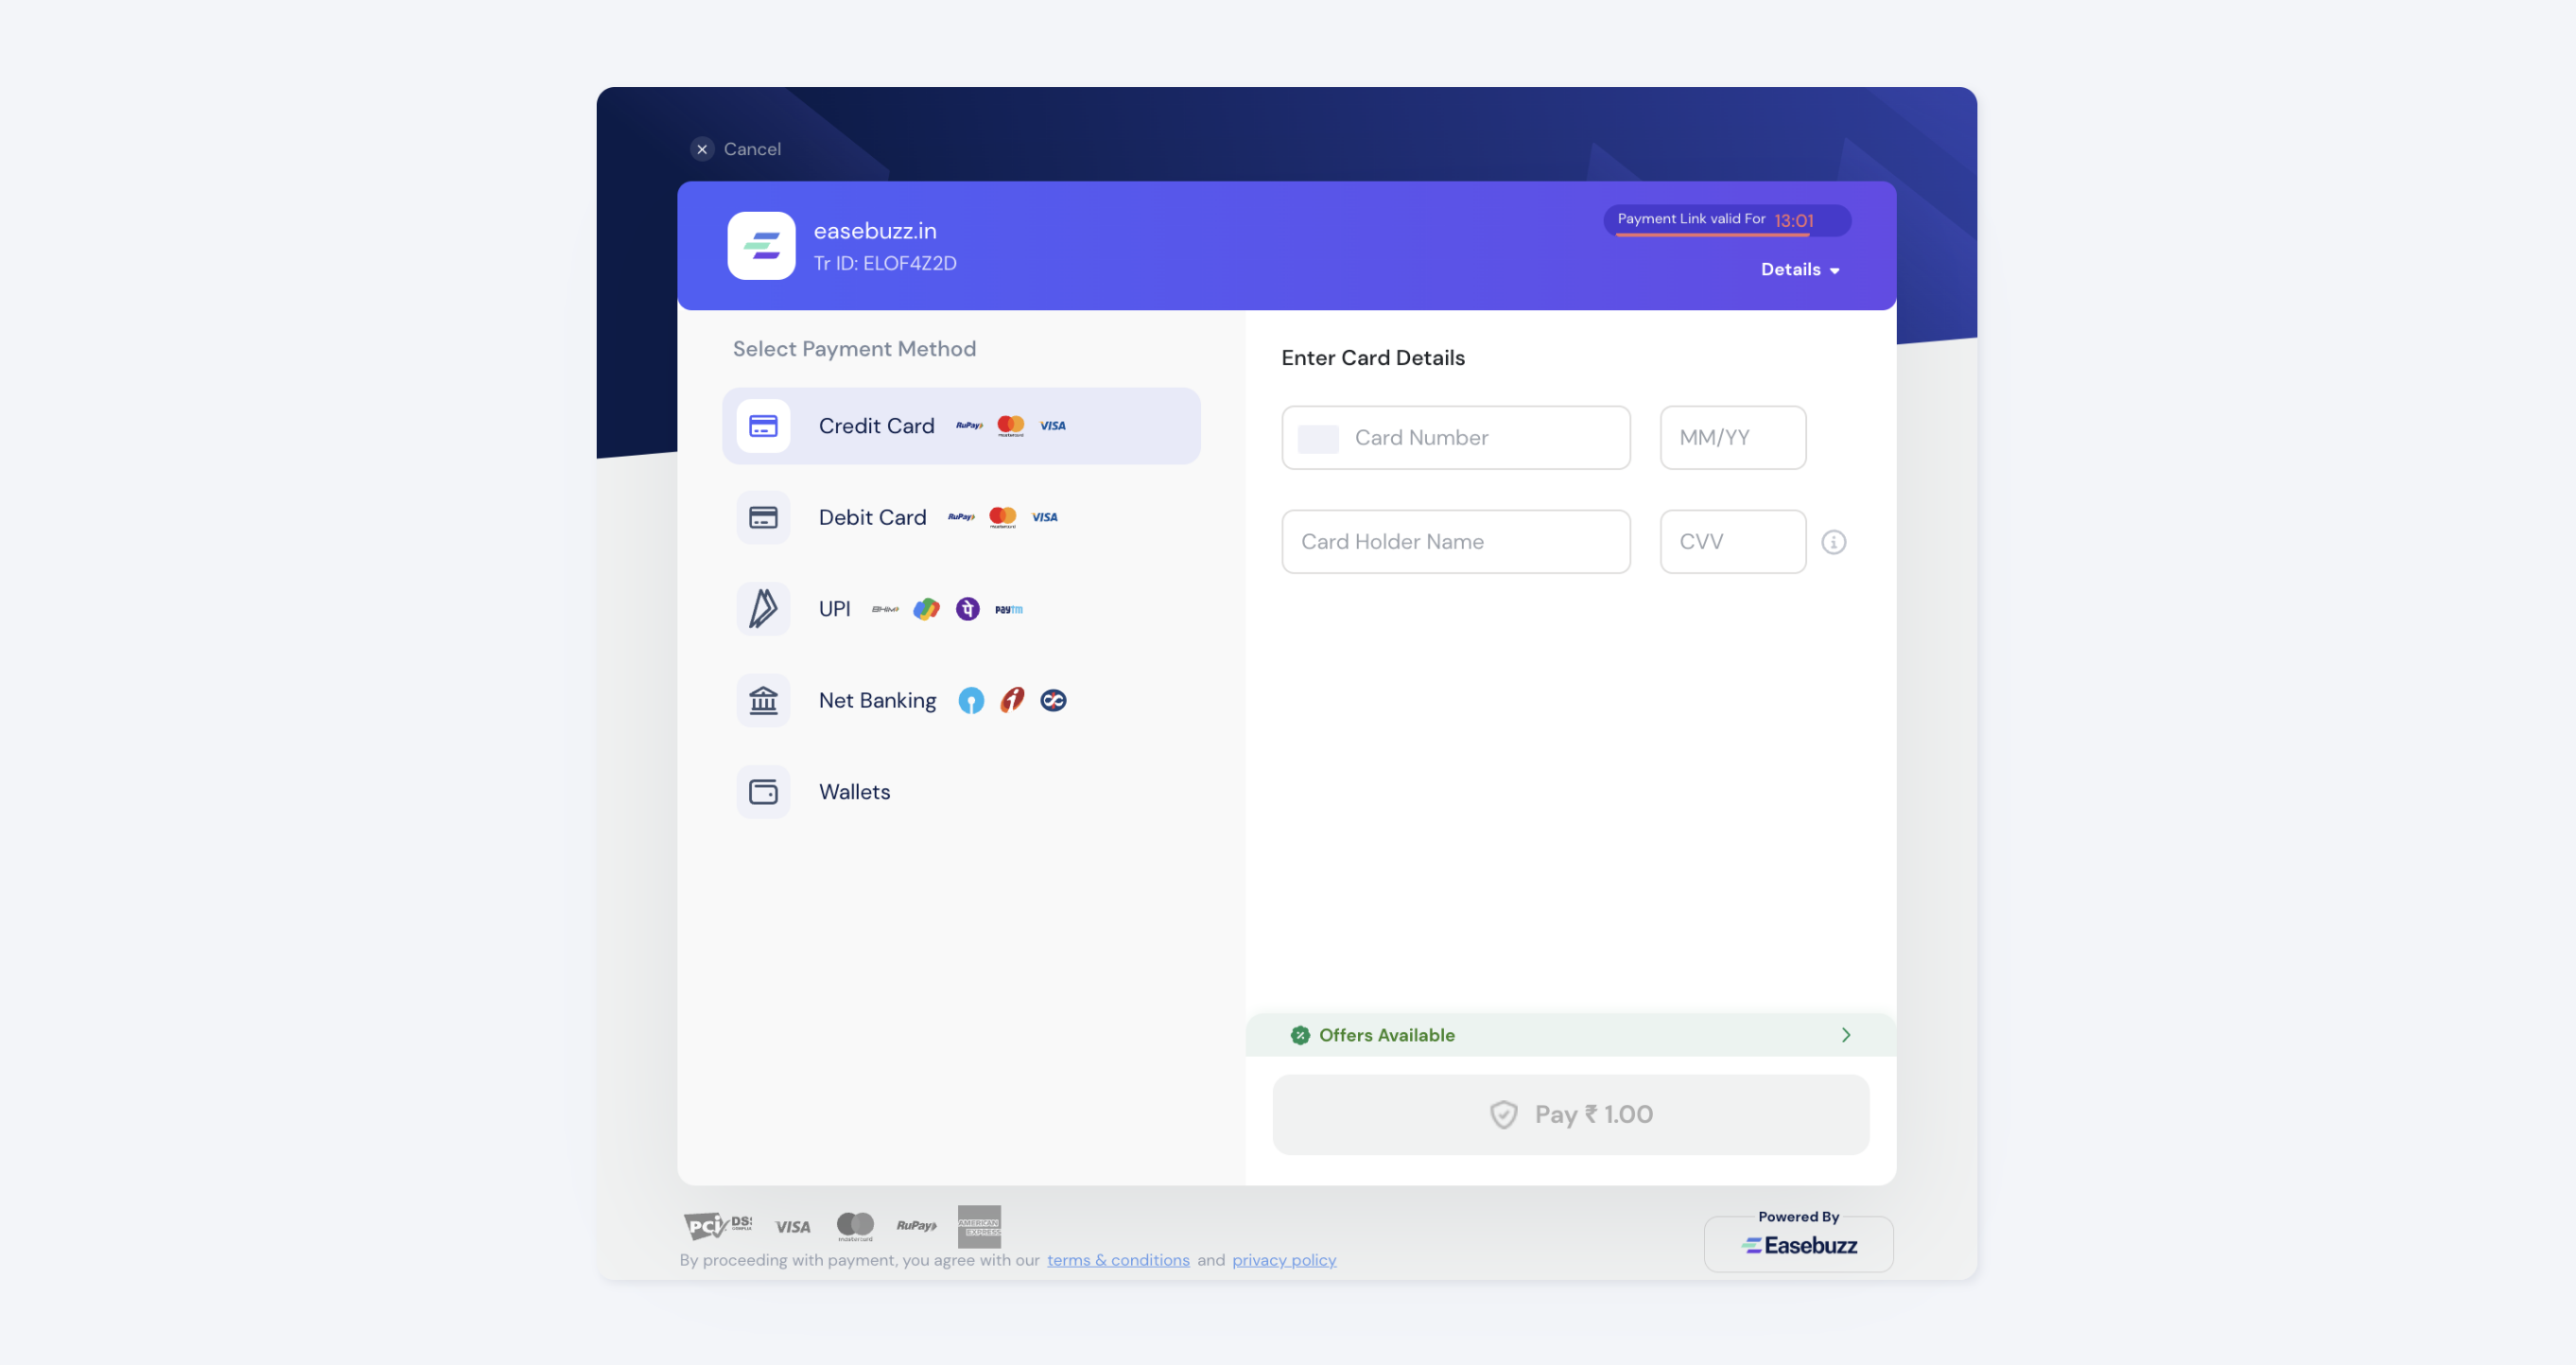 Cancel
easebuzz.in
Tr ID: ELOF4Z2D
Payment Link valid For 13:01
Details
Select Payment Method
Credit Card RuPay mastercard VISA
Debit Card RuPay mastercard VISA
UPI BHIM पे paytm
Net Banking
Wallets
Enter Card Details
Card Number MM/YY
Card Holder Name CVV
Offers Available
Pay ₹ 1.00
PCI DSS VISA mastercard RuPay AMERICAN EXPRESS
By proceeding with payment, you agree with our terms & conditions and privacy policy
Powered By
Easebuzz